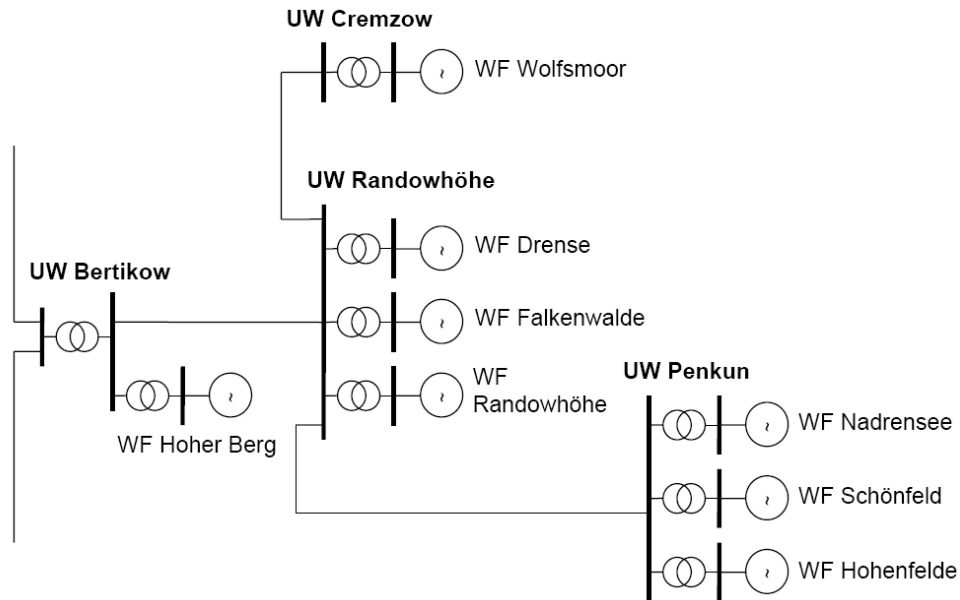 UW Cremzow
WF Wolfsmoor
UW Randowhöhe
WF Drense
UW Bertikow
WF Falkenwalde
UW Penkun
WF
Randowhöhe
WF Hoher Berg
WF Nadrensee
WF Schönfeld
WF Hohenfelde